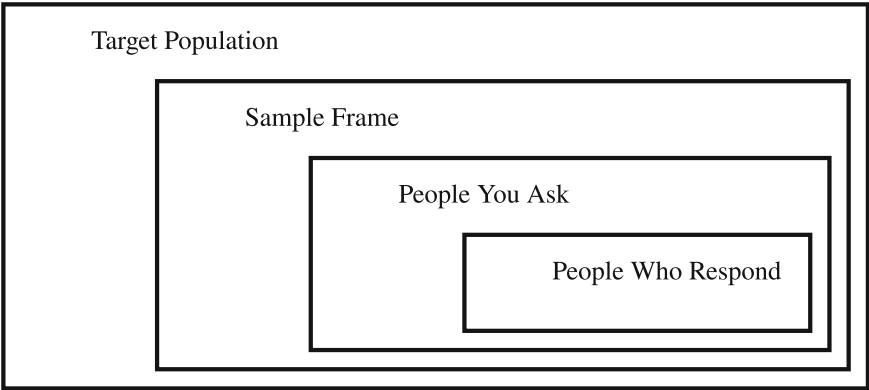 Target Population
Sample Frame
People You Ask
People Who Respond